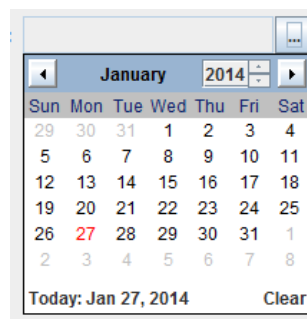 ...
January 2014
Sun Mon Tue Wed Thu Fri Sat
29 30 31 1 2 3 4
5 6 7 8 9 10 11
12 13 14 15 16 17 18
19 20 21 22 23 24 25
26 27 28 29 30 31 1
2 3 4 5 6 7 8
Today: Jan 27, 2014 Clear